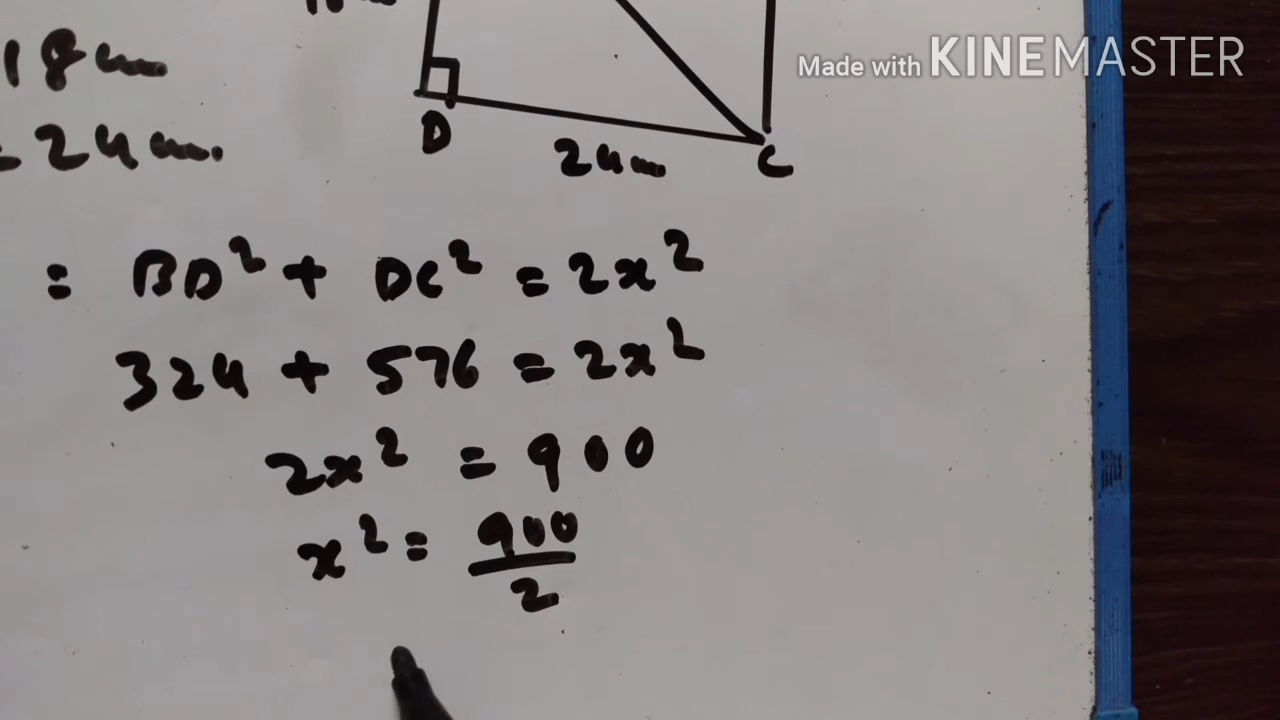 Made with KINEMASTER
18cm
= 24cm.
D
24cm
C
= BD² + DC² = 2x²
324 + 576 = 2x²
2x² = 900
x² = 900/2